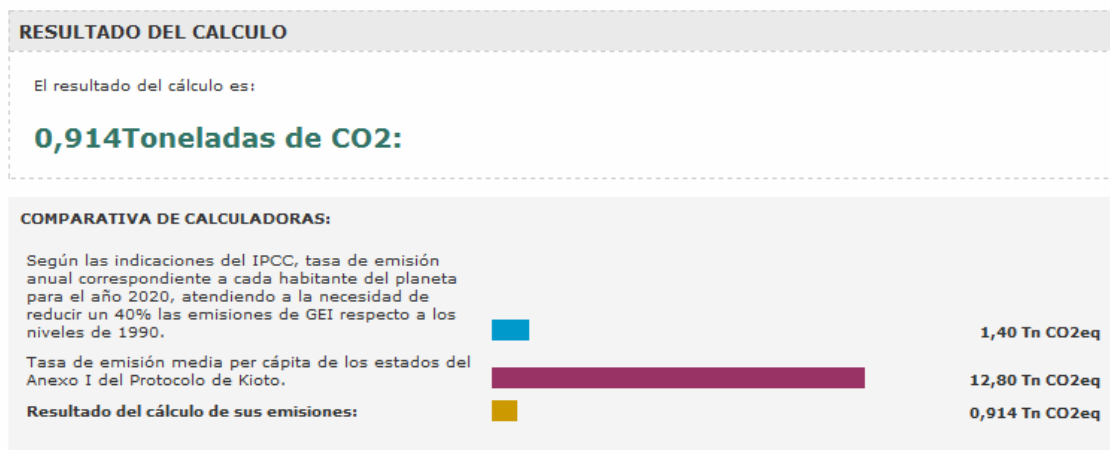 RESULTADO DEL CALCULO
El resultado del cálculo es:
0,914Toneladas de CO2:
COMPARATIVA DE CALCULADORAS:
Según las indicaciones del IPCC, tasa de emisión
anual correspondiente a cada habitante del planeta
para el año 2020, atendiendo a la necesidad de
reducir un 40% las emisiones de GEI respecto a los
niveles de 1990.
1,40 Tn CO2eq
Tasa de emisión media per cápita de los estados del
Anexo I del Protocolo de Kioto.
12,80 Tn CO2eq
Resultado del cálculo de sus emisiones:
0,914 Tn CO2eq